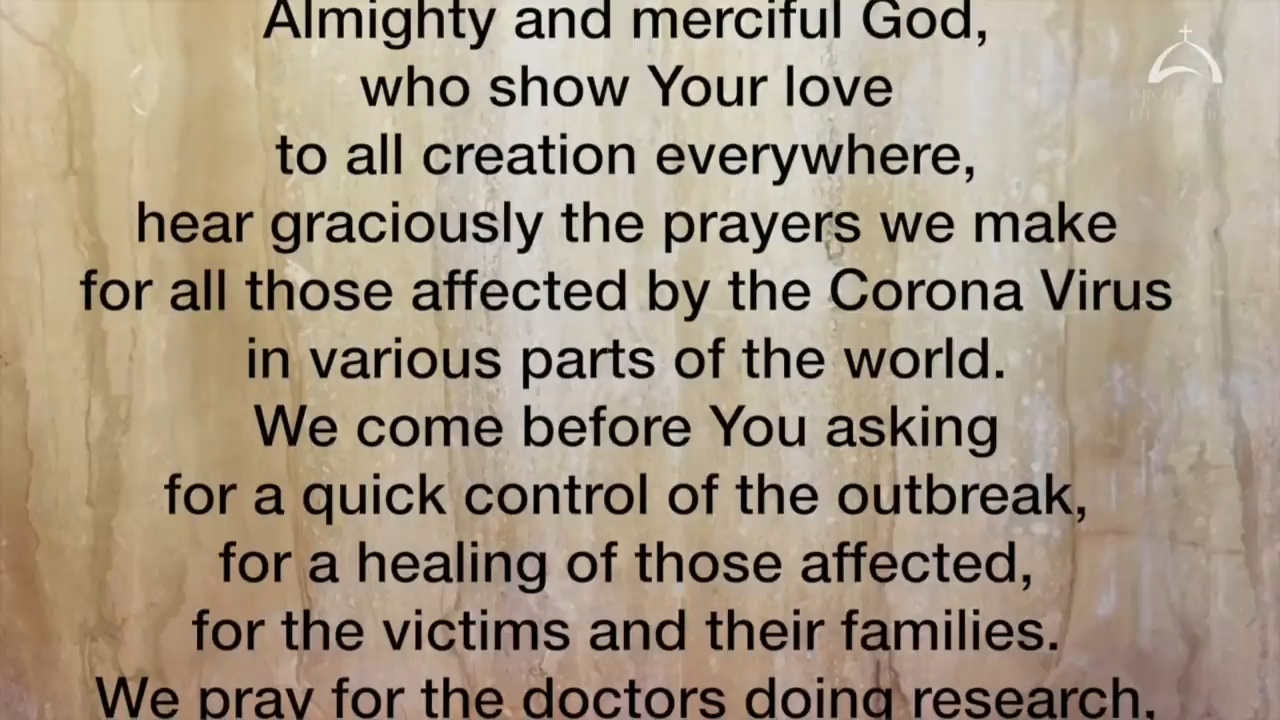 Almighty and merciful God,
who show Your love
to all creation everywhere,
hear graciously the prayers we make
for all those affected by the Corona Virus
in various parts of the world.
We come before You asking
for a quick control of the outbreak,
for a healing of those affected,
for the victims and their families.
We pray for the doctors doing research,